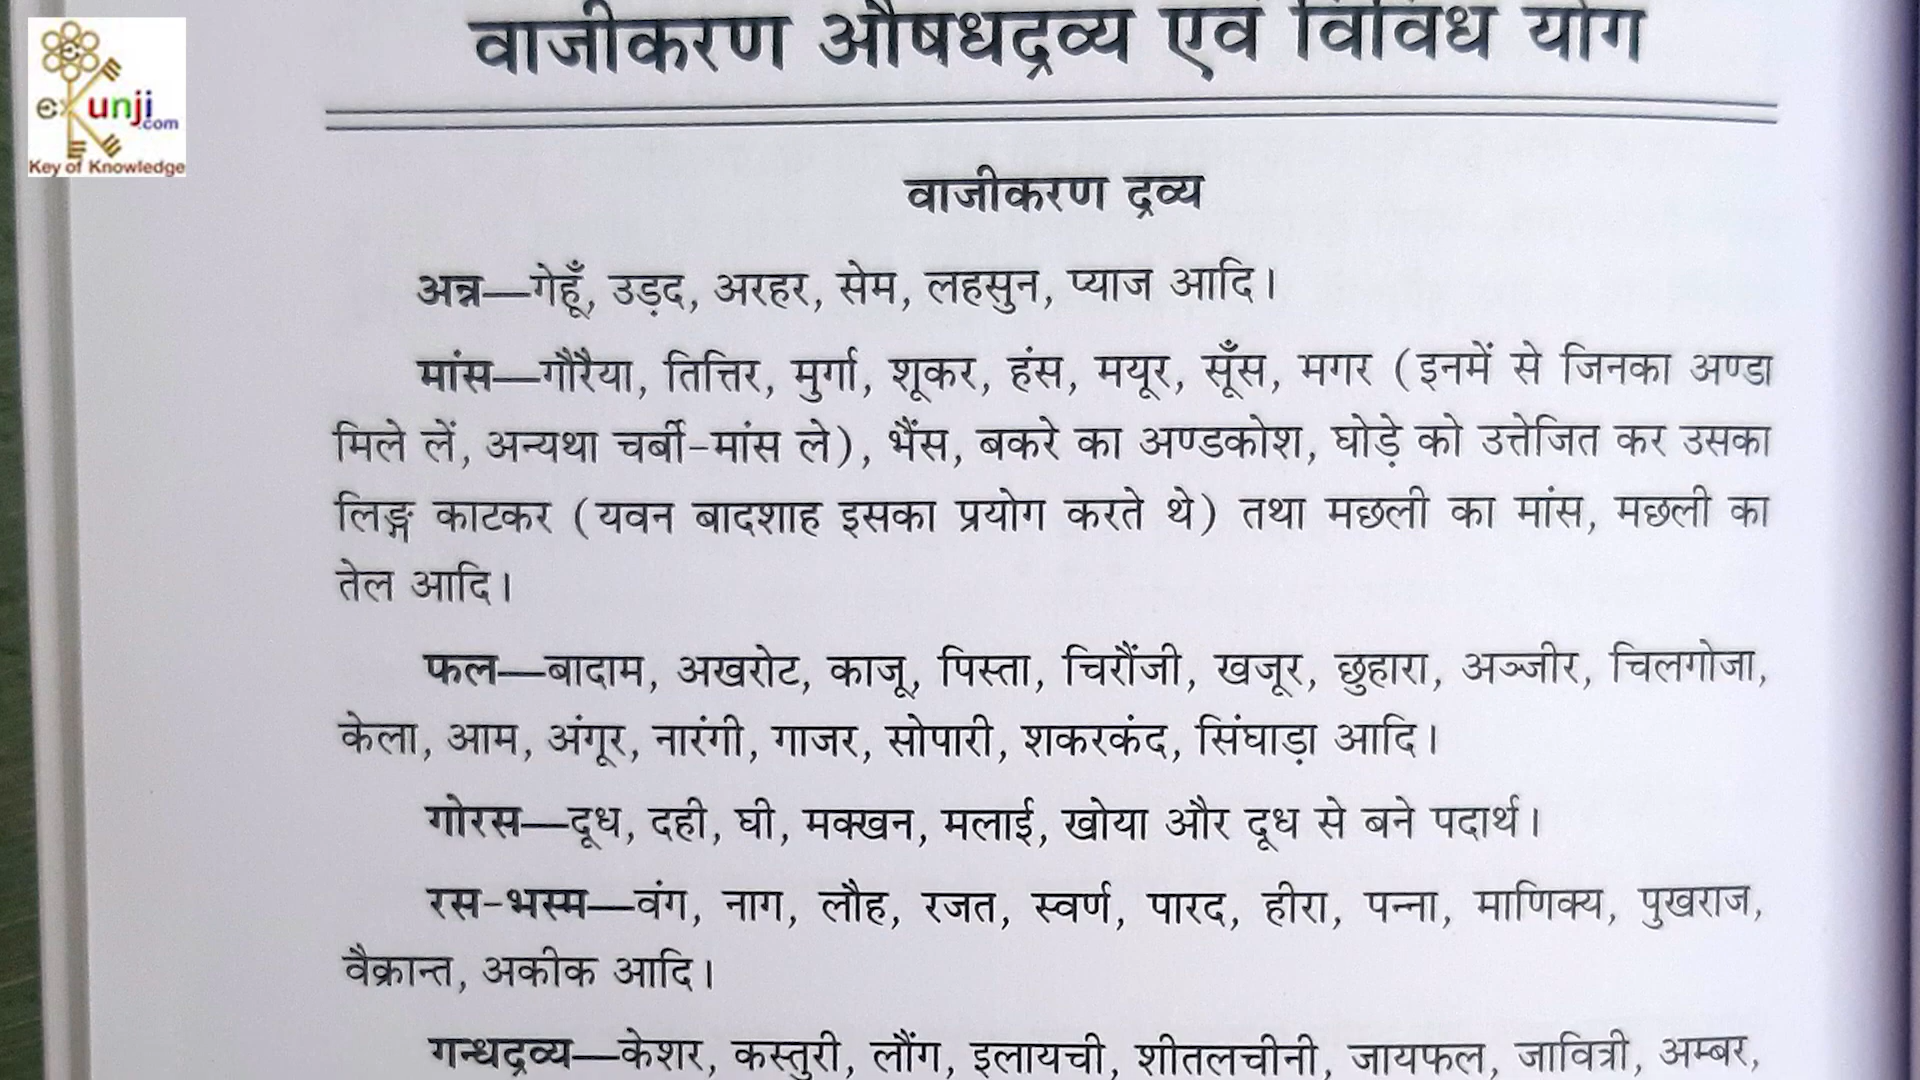 वाजीकरण औषधद्रव्य एवं विविध योग
eKunji
.com
Key of Knowledge
वाजीकरण द्रव्य
अन्न—गेहूँ, उड़द, अरहर, सेम, लहसुन, प्याज आदि।
मांस—गौरैया, तित्तिर, मुर्गा, शूकर, हंस, मयूर, सूँस, मगर (इनमें से जिनका अण्डा
मिले लें, अन्यथा चर्बी-मांस ले), भैंस, बकरे का अण्डकोश, घोड़े को उत्तेजित कर उसका
लिङ्ग काटकर (यवन बादशाह इसका प्रयोग करते थे) तथा मछली का मांस, मछली का
तेल आदि।
फल—बादाम, अखरोट, काजू, पिस्ता, चिरौंजी, खजूर, छुहारा, अञ्जीर, चिलगोजा,
केला, आम, अंगूर, नारंगी, गाजर, सोपारी, शकरकंद, सिंघाड़ा आदि।
गोरस—दूध, दही, घी, मक्खन, मलाई, खोया और दूध से बने पदार्थ।
रस-भस्म—वंग, नाग, लौह, रजत, स्वर्ण, पारद, हीरा, पन्ना, माणिक्य, पुखराज,
वैक्रान्त, अकीक आदि।
गन्धद्रव्य—केशर, कस्तुरी, लौंग, इलायची, शीतलचीनी, जायफल, जावित्री, अम्बर,